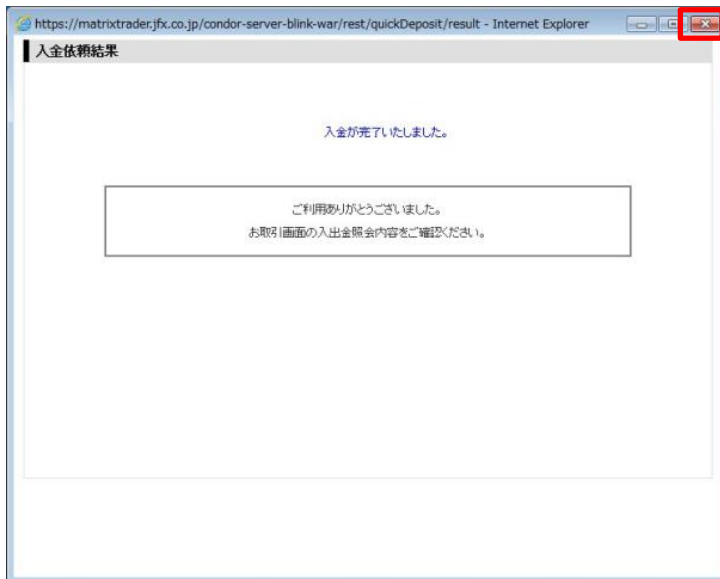 https://matrixtrader.jfx.co.jp/condor-server-blink-war/rest/quickDeposit/result - Internet Explorer
入金依頼結果
入金が完了いたしました。
ご利用ありがとうございました。
お取引画面の入出金照会内容をご確認ください。